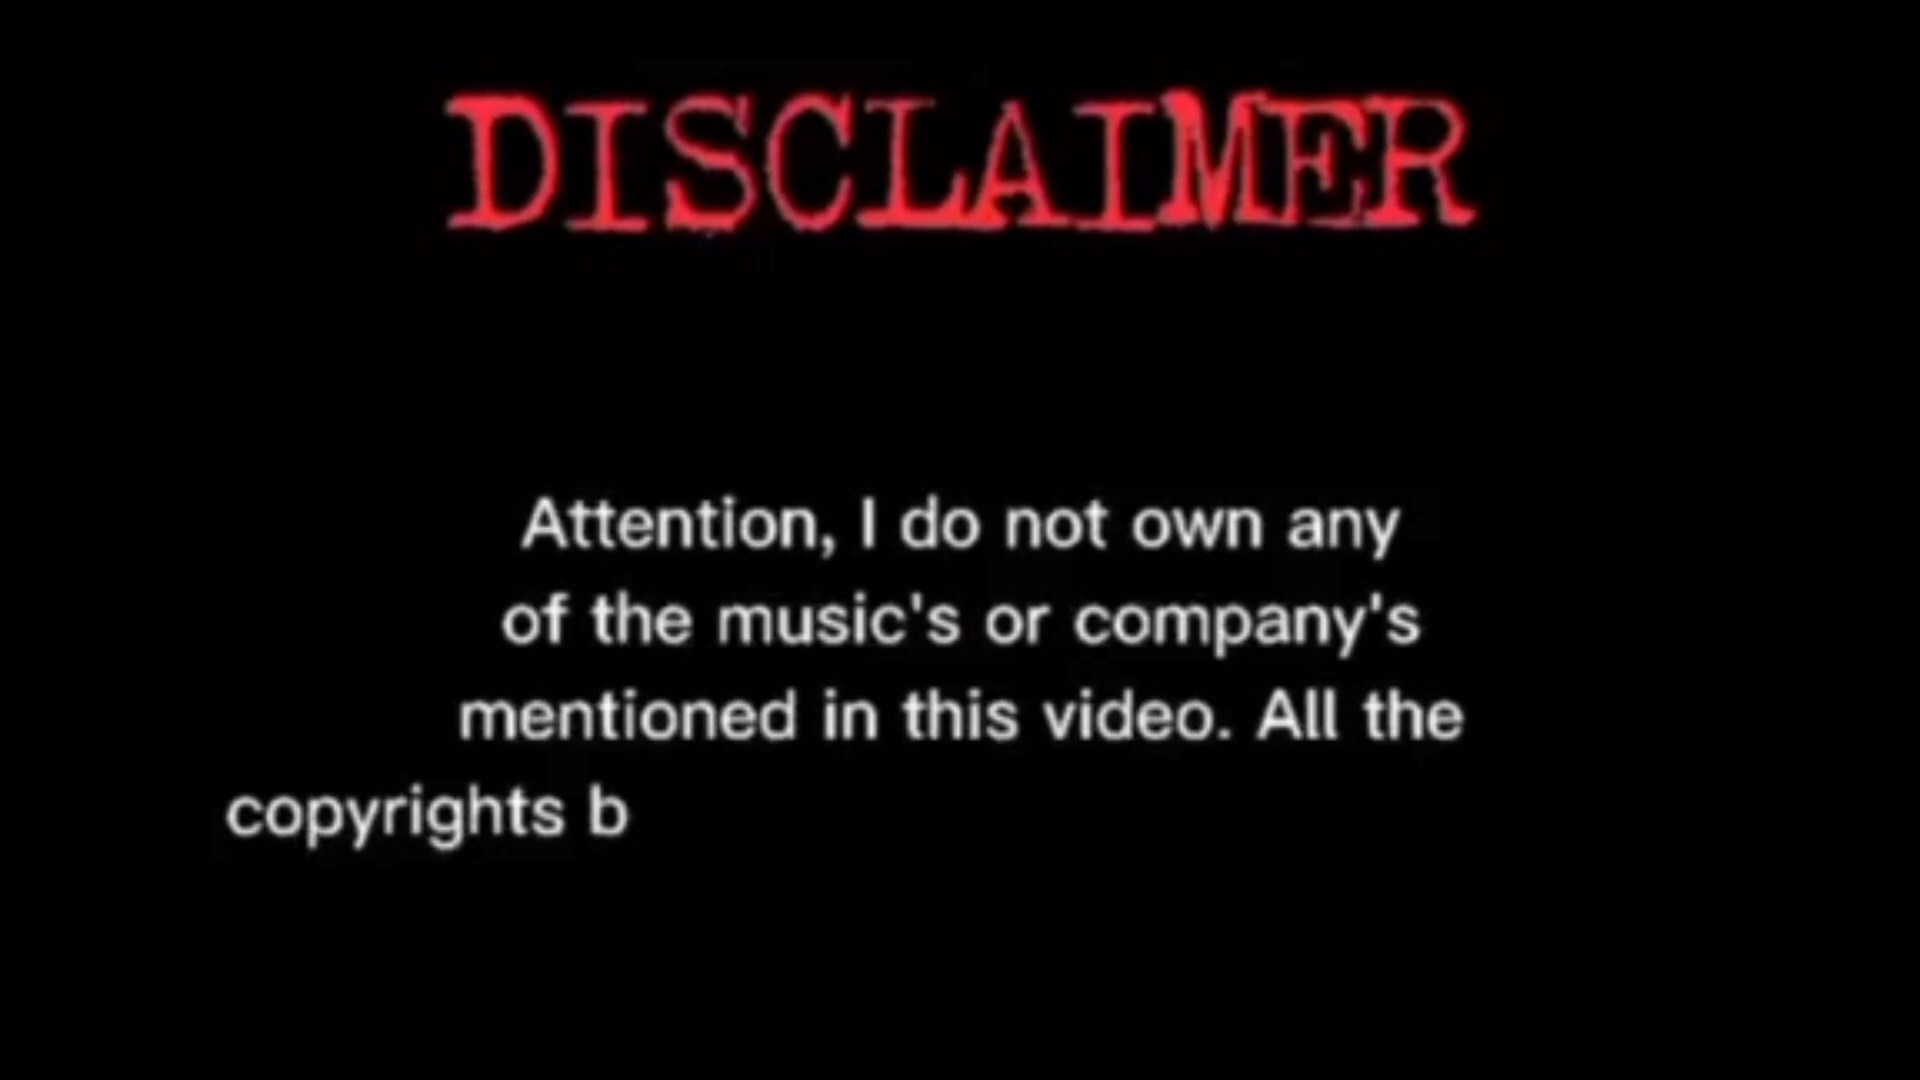 DISCLAIMER
Attention, I do not own any
of the music's or company's
mentioned in this video. All the
copyrights b